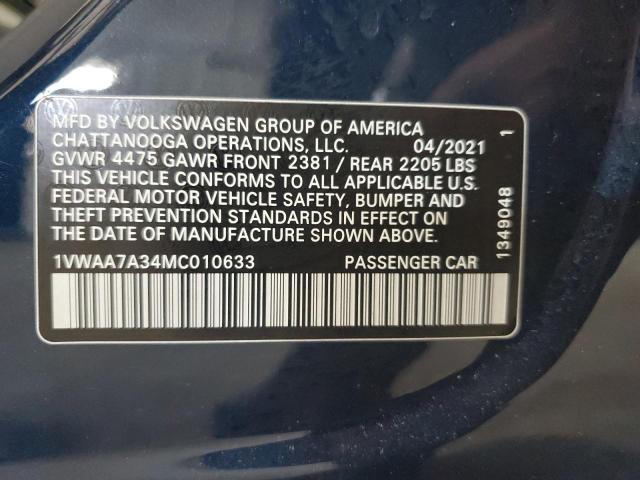 MFD BY VOLKSWAGEN GROUP OF AMERICA
CHATTANOOGA OPERATIONS, LLC. 04/2021
GVWR 4475 GAWR FRONT 2381 / REAR 2205 LBS
THIS VEHICLE CONFORMS TO ALL APPLICABLE U.S.
FEDERAL MOTOR VEHICLE SAFETY, BUMPER AND
THEFT PREVENTION STANDARDS IN EFFECT ON
THE DATE OF MANUFACTURE SHOWN ABOVE.
1VWAA7A34MC010633 PASSENGER CAR
1349048 1